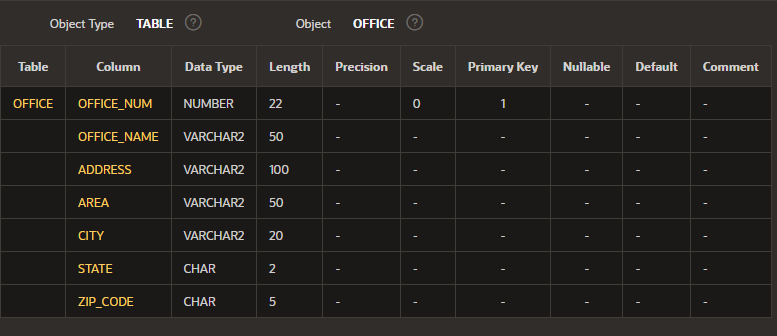 Object Type TABLE ? Object OFFICE ?
Table Column Data Type Length Precision Scale Primary Key Nullable Default Comment
OFFICE OFFICE_NUM NUMBER 22 - 0 1 - - -
OFFICE_NAME VARCHAR2 50 - - - - - -
ADDRESS VARCHAR2 100 - - - - - -
AREA VARCHAR2 50 - - - - - -
CITY VARCHAR2 20 - - - - - -
STATE CHAR 2 - - - - - -
ZIP_CODE CHAR 5 - - - - - -